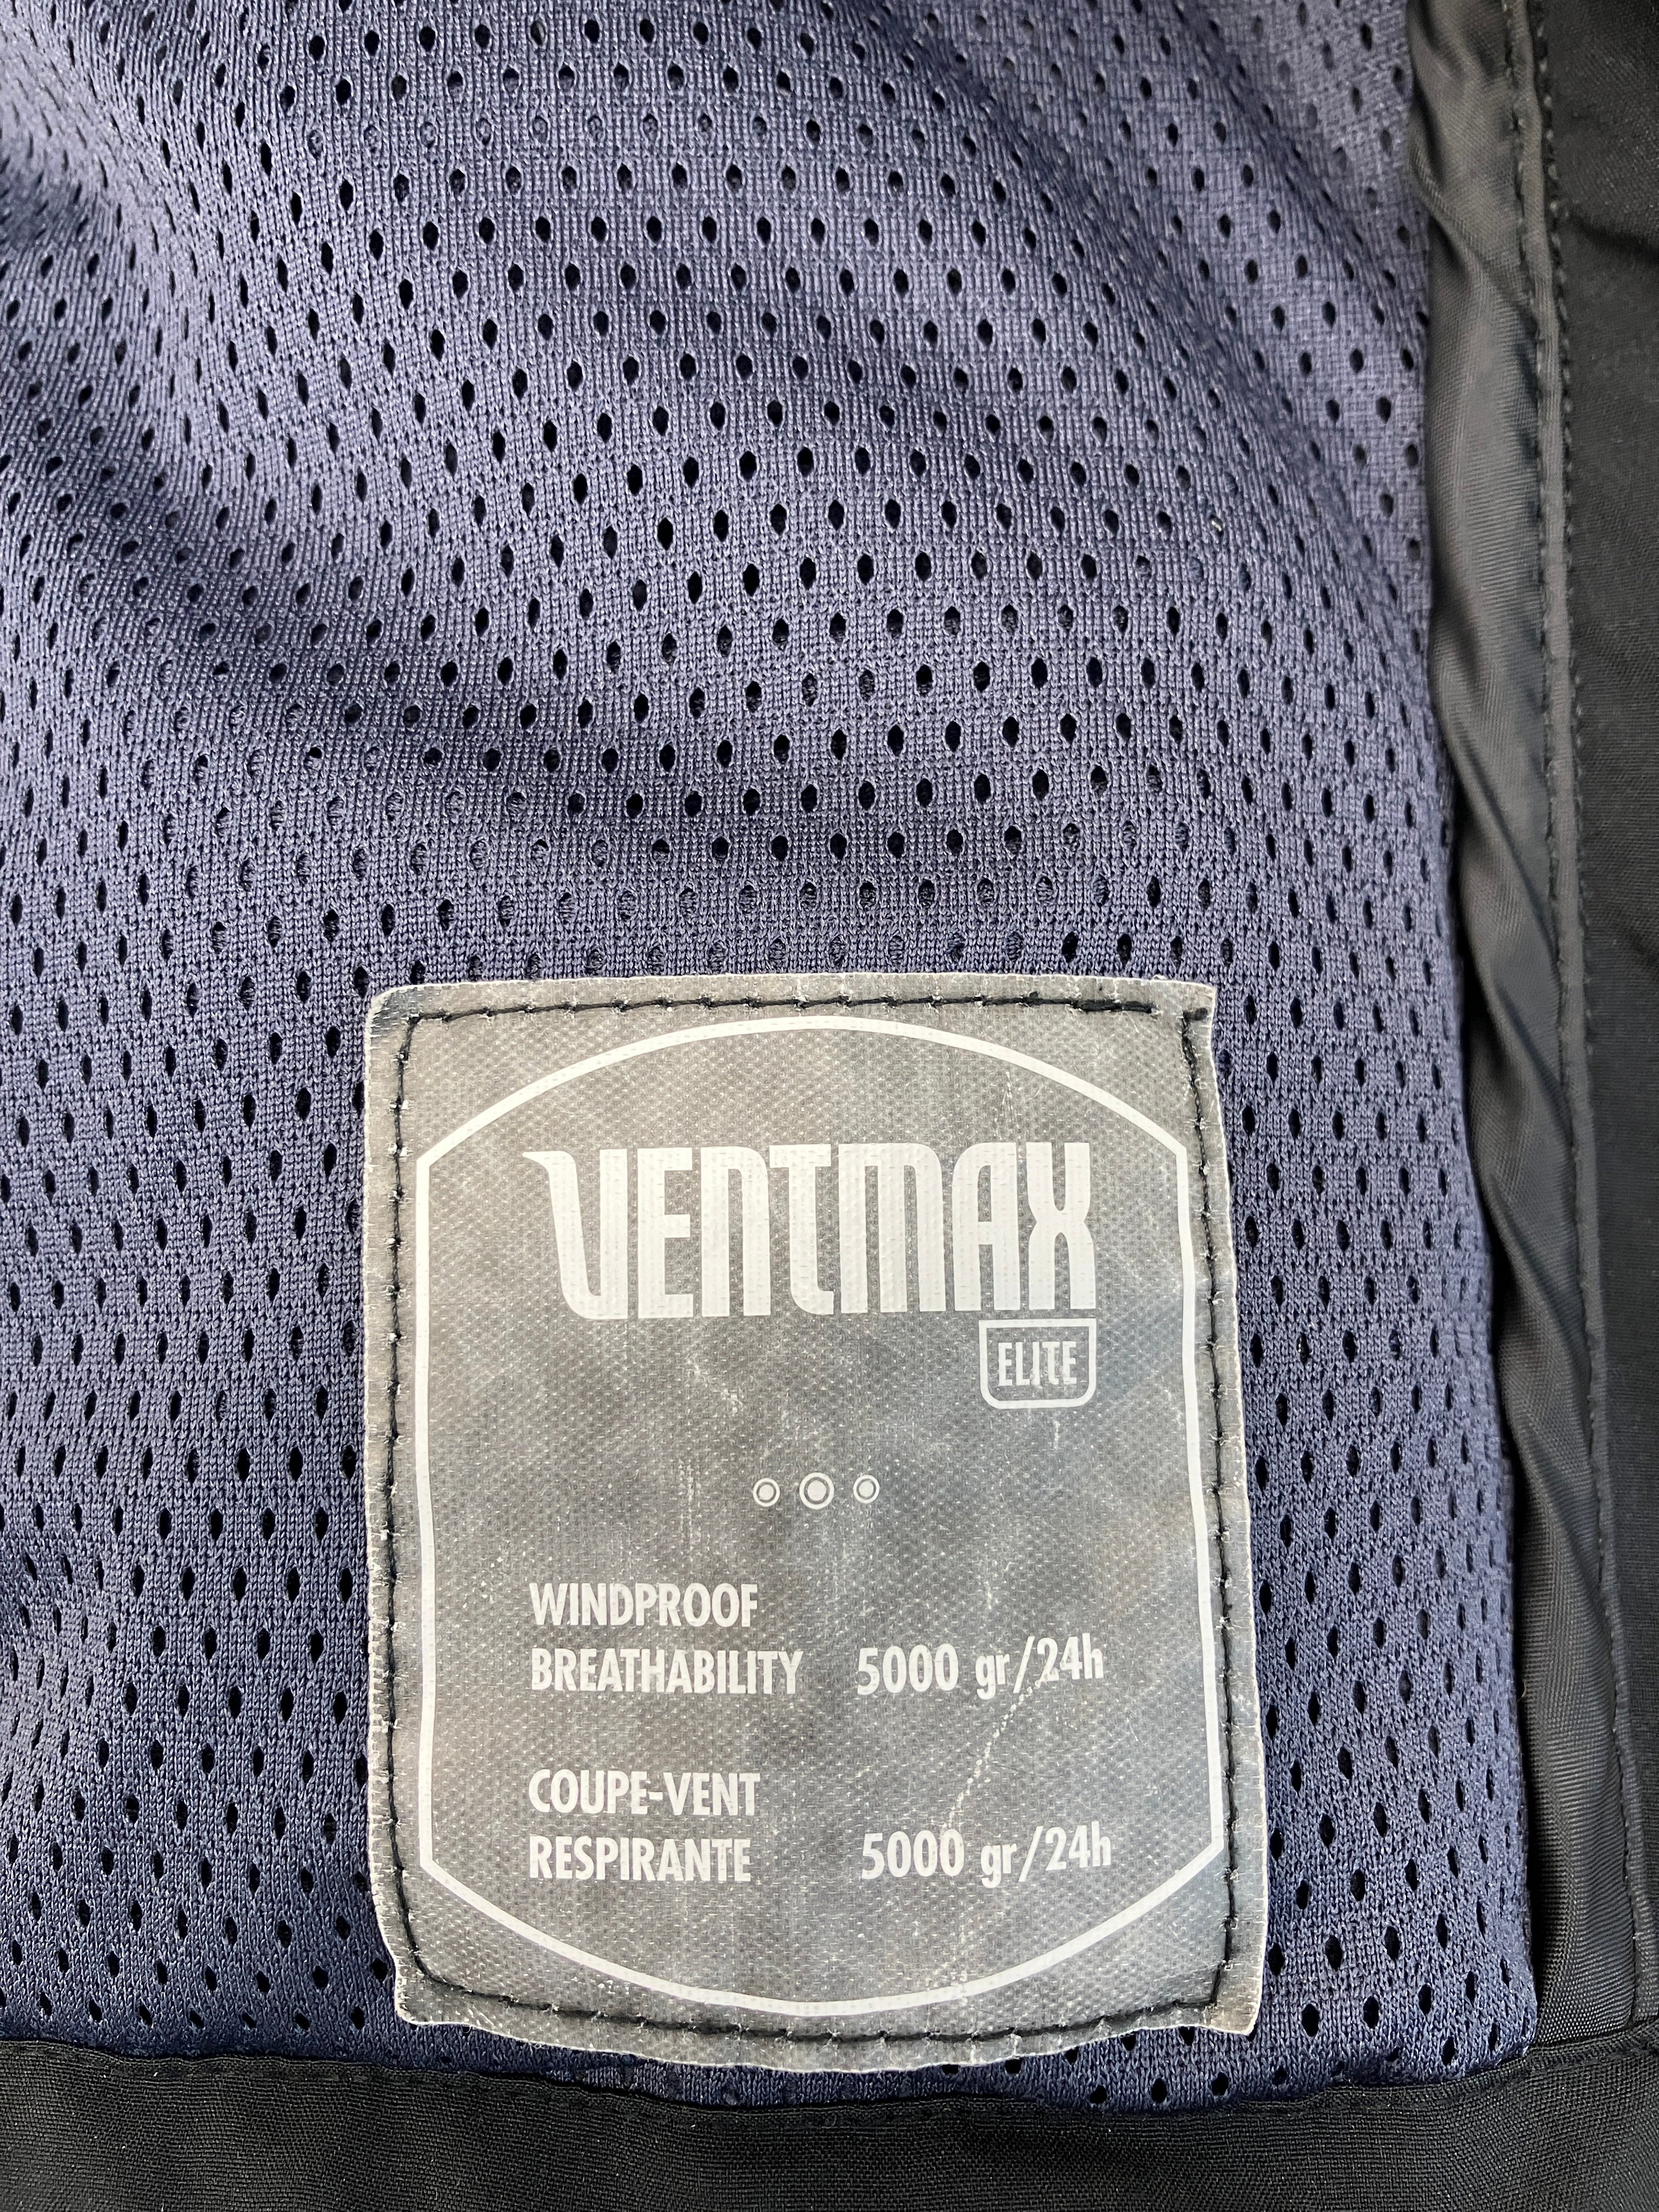 VENTMAX
ELITE
WINDPROOF
BREATHABILITY 5000 gr/24h
COUPE-VENT
RESPIRANTE 5000 gr/24h